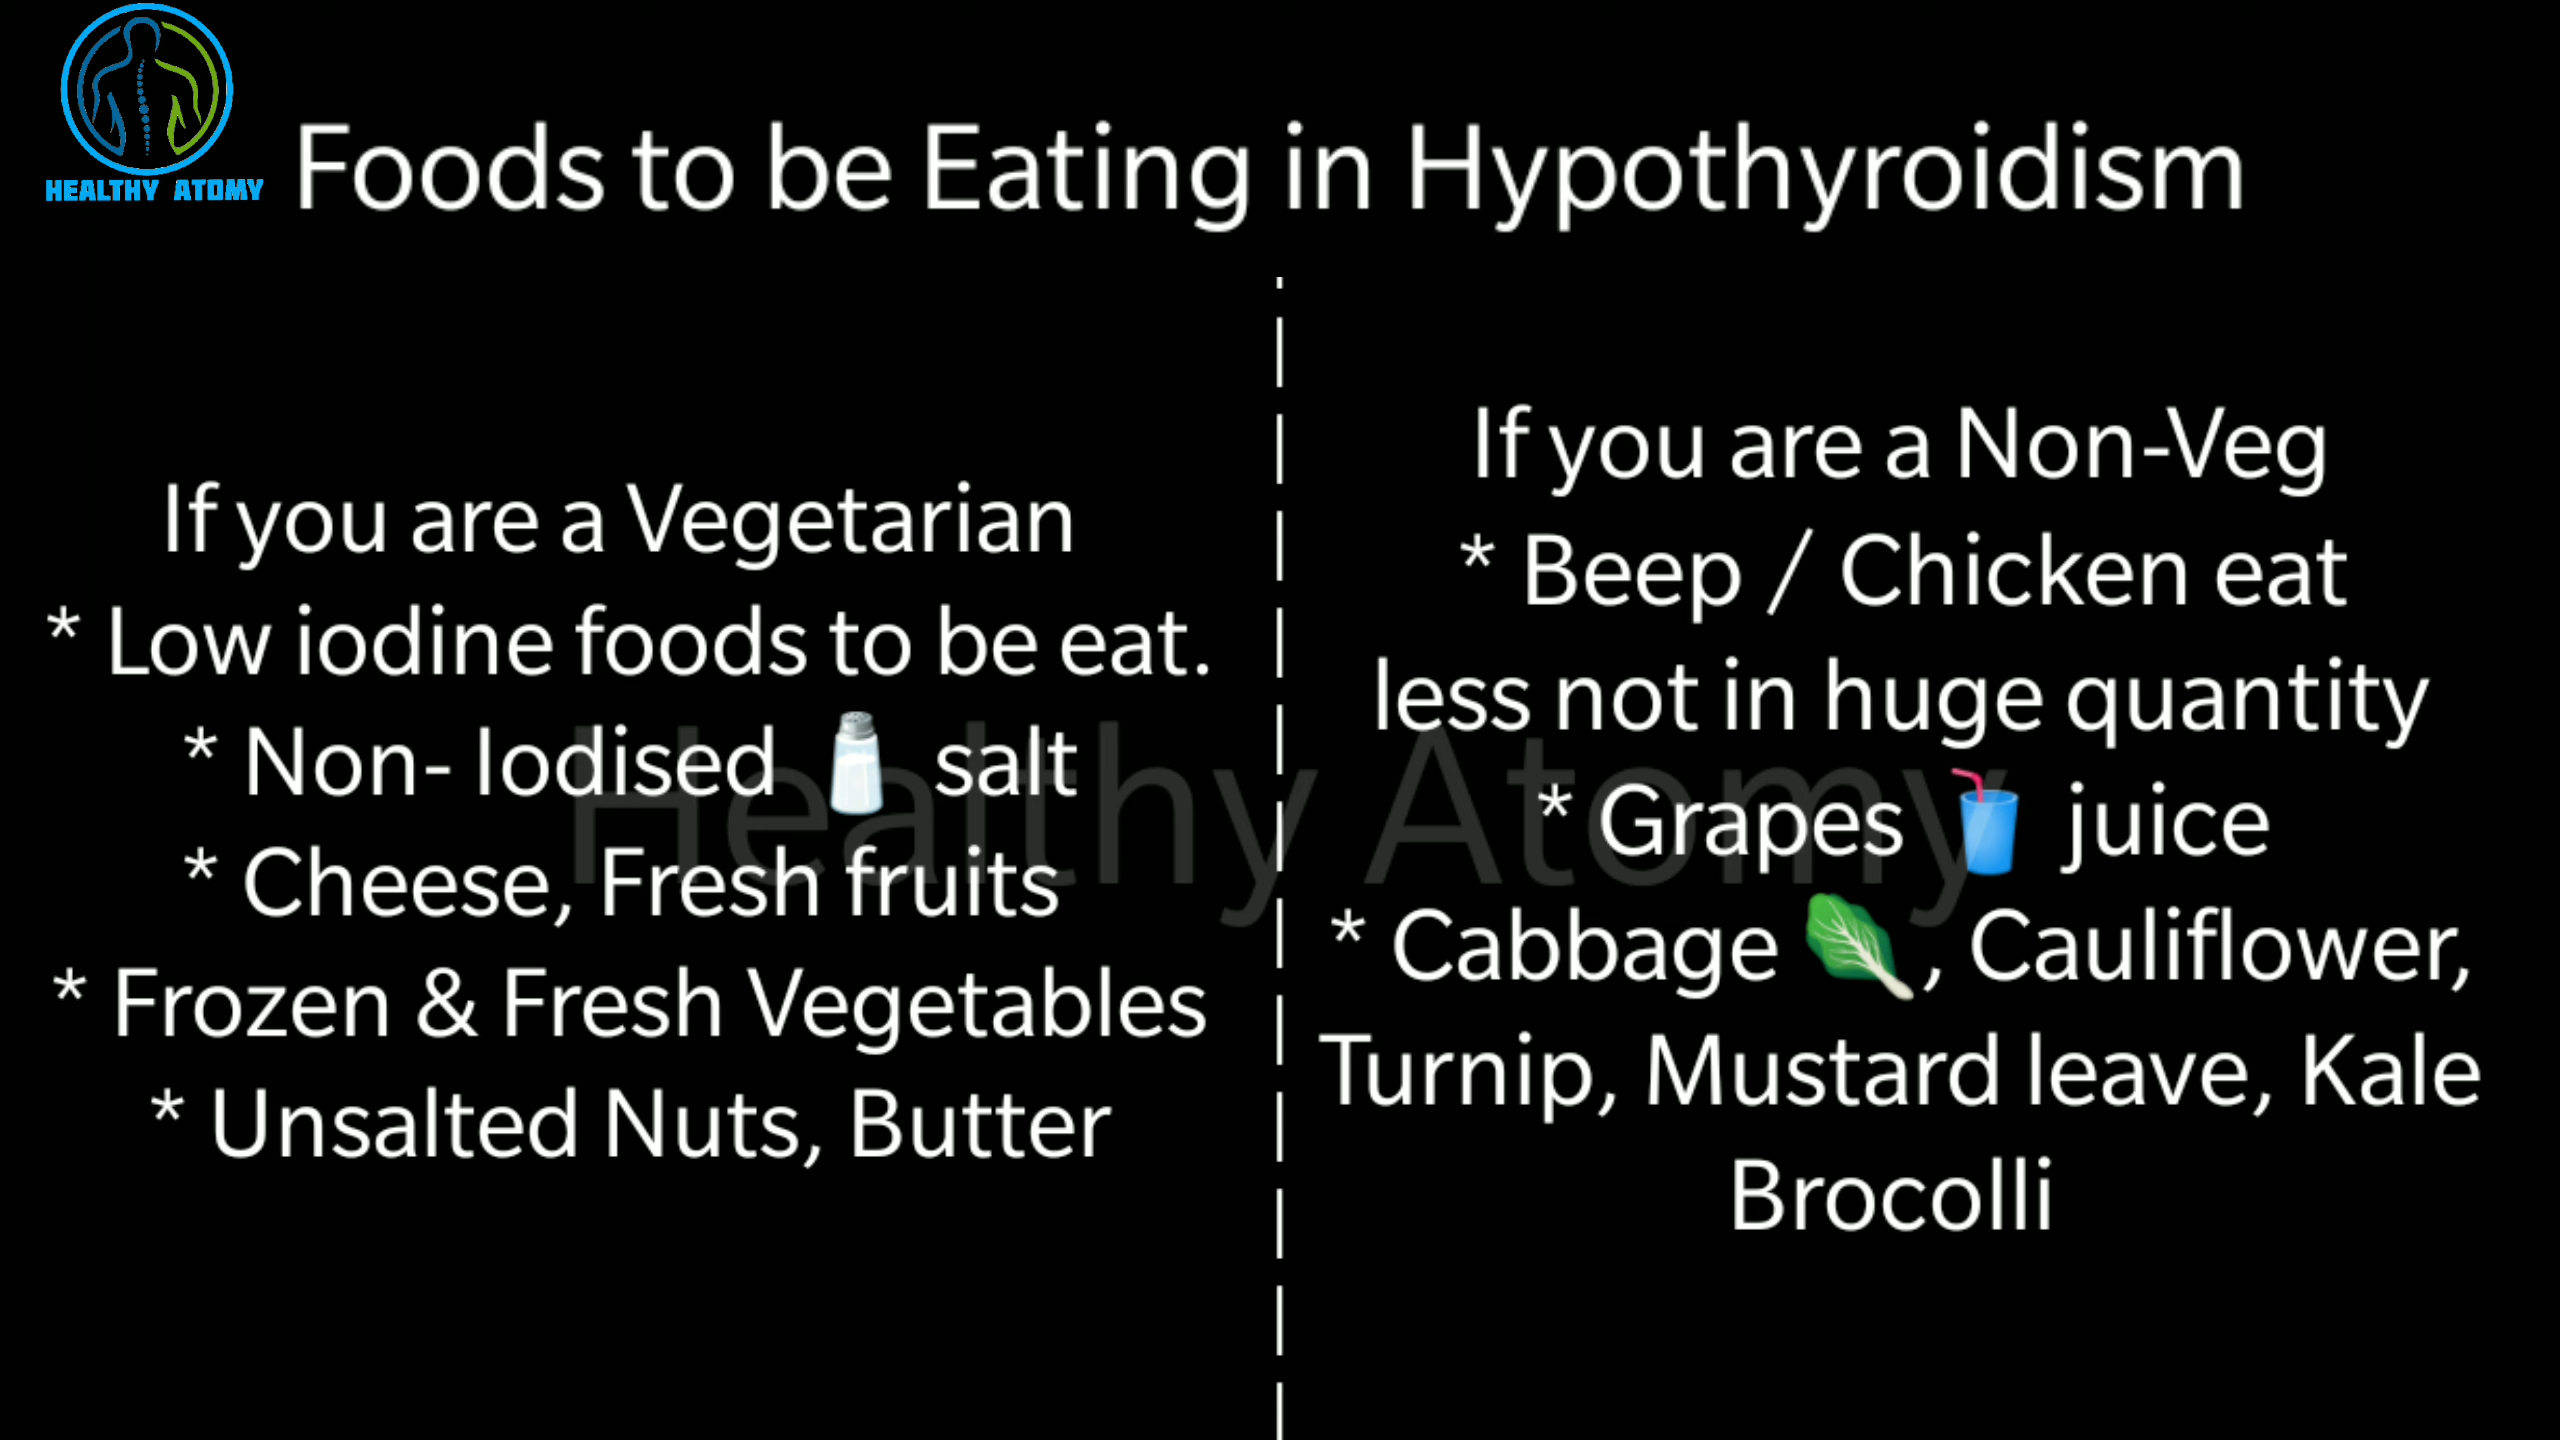 HEALTHY ATOMY
Foods to be Eating in Hypothyroidism
If you are a Vegetarian
* Low iodine foods to be eat.
* Non- Iodised 🧂 salt
* Cheese, Fresh fruits
* Frozen & Fresh Vegetables
* Unsalted Nuts, Butter
If you are a Non-Veg
* Beep / Chicken eat
less not in huge quantity
* Grapes 🥤 juice
* Cabbage 🥬, Cauliflower,
Turnip, Mustard leave, Kale
Brocolli
Healthy Atomy